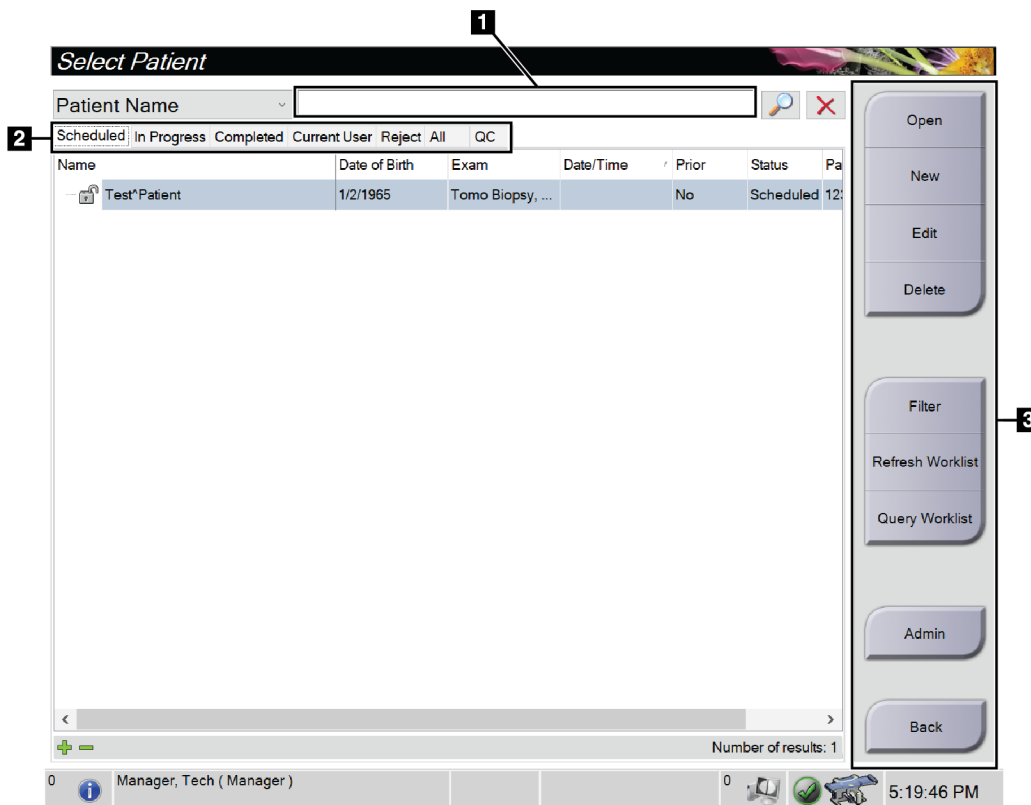 1
Select Patient
Patient Name
2
Scheduled In Progress Completed Current User Reject All QC
Name Date of Birth Exam Date/Time Prior Status Pa
Test^Patient 1/2/1965 Tomo Biopsy, ... No Scheduled 123
Open
New
Edit
Delete
Filter
3
Refresh Worklist
Query Worklist
Admin
Back
Number of results: 1
0 Manager, Tech ( Manager ) 0 5:19:46 PM